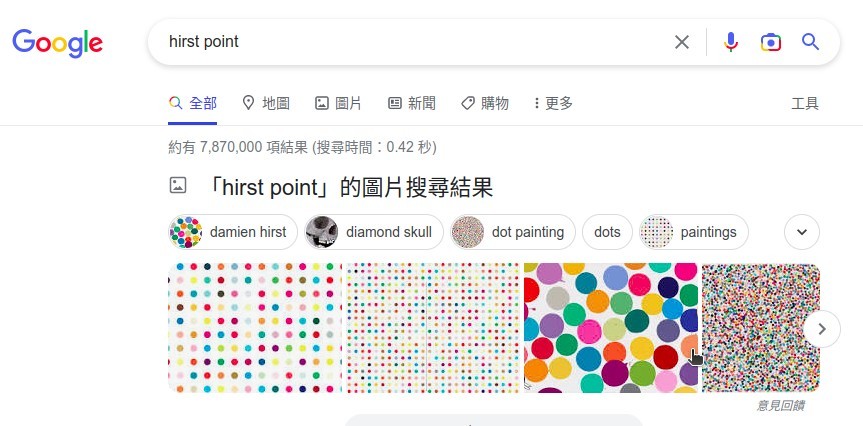 Google
hirst point
全部 地圖 圖片 新聞 購物 更多 工具
約有 7,870,000 項結果 (搜尋時間：0.42 秒)
「hirst point」的圖片搜尋結果
damien hirst diamond skull dot painting dots paintings
意見回饋